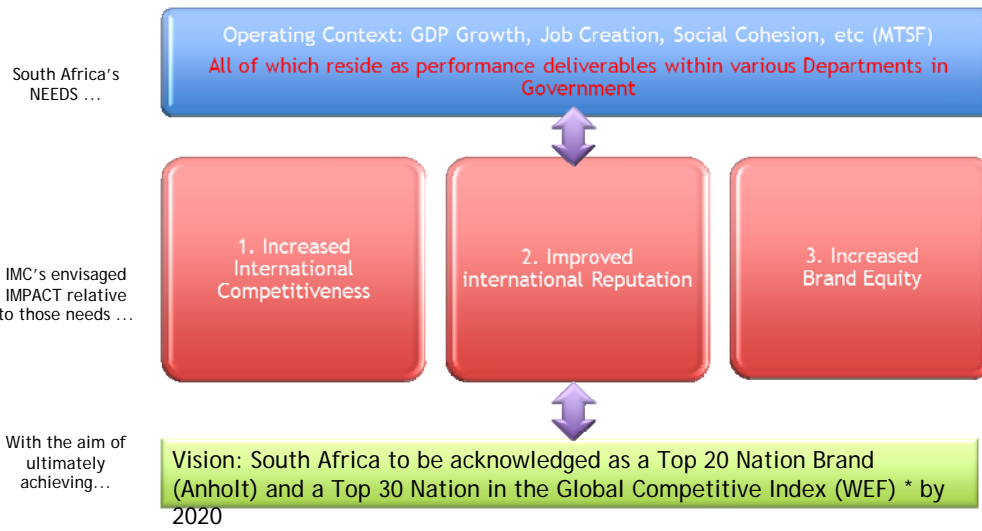 South Africa's
NEEDS ...
Operating Context: GDP Growth, Job Creation, Social Cohesion, etc (MTSF)
All of which reside as performance deliverables within various Departments in
Government
IMC's envisaged
IMPACT relative
to those needs ...
1. Increased
International
Competitiveness
2. Improved
international Reputation
3. Increased
Brand Equity
With the aim of
ultimately
achieving...
Vision: South Africa to be acknowledged as a Top 20 Nation Brand
(Anholt) and a Top 30 Nation in the Global Competitive Index (WEF) * by
2020